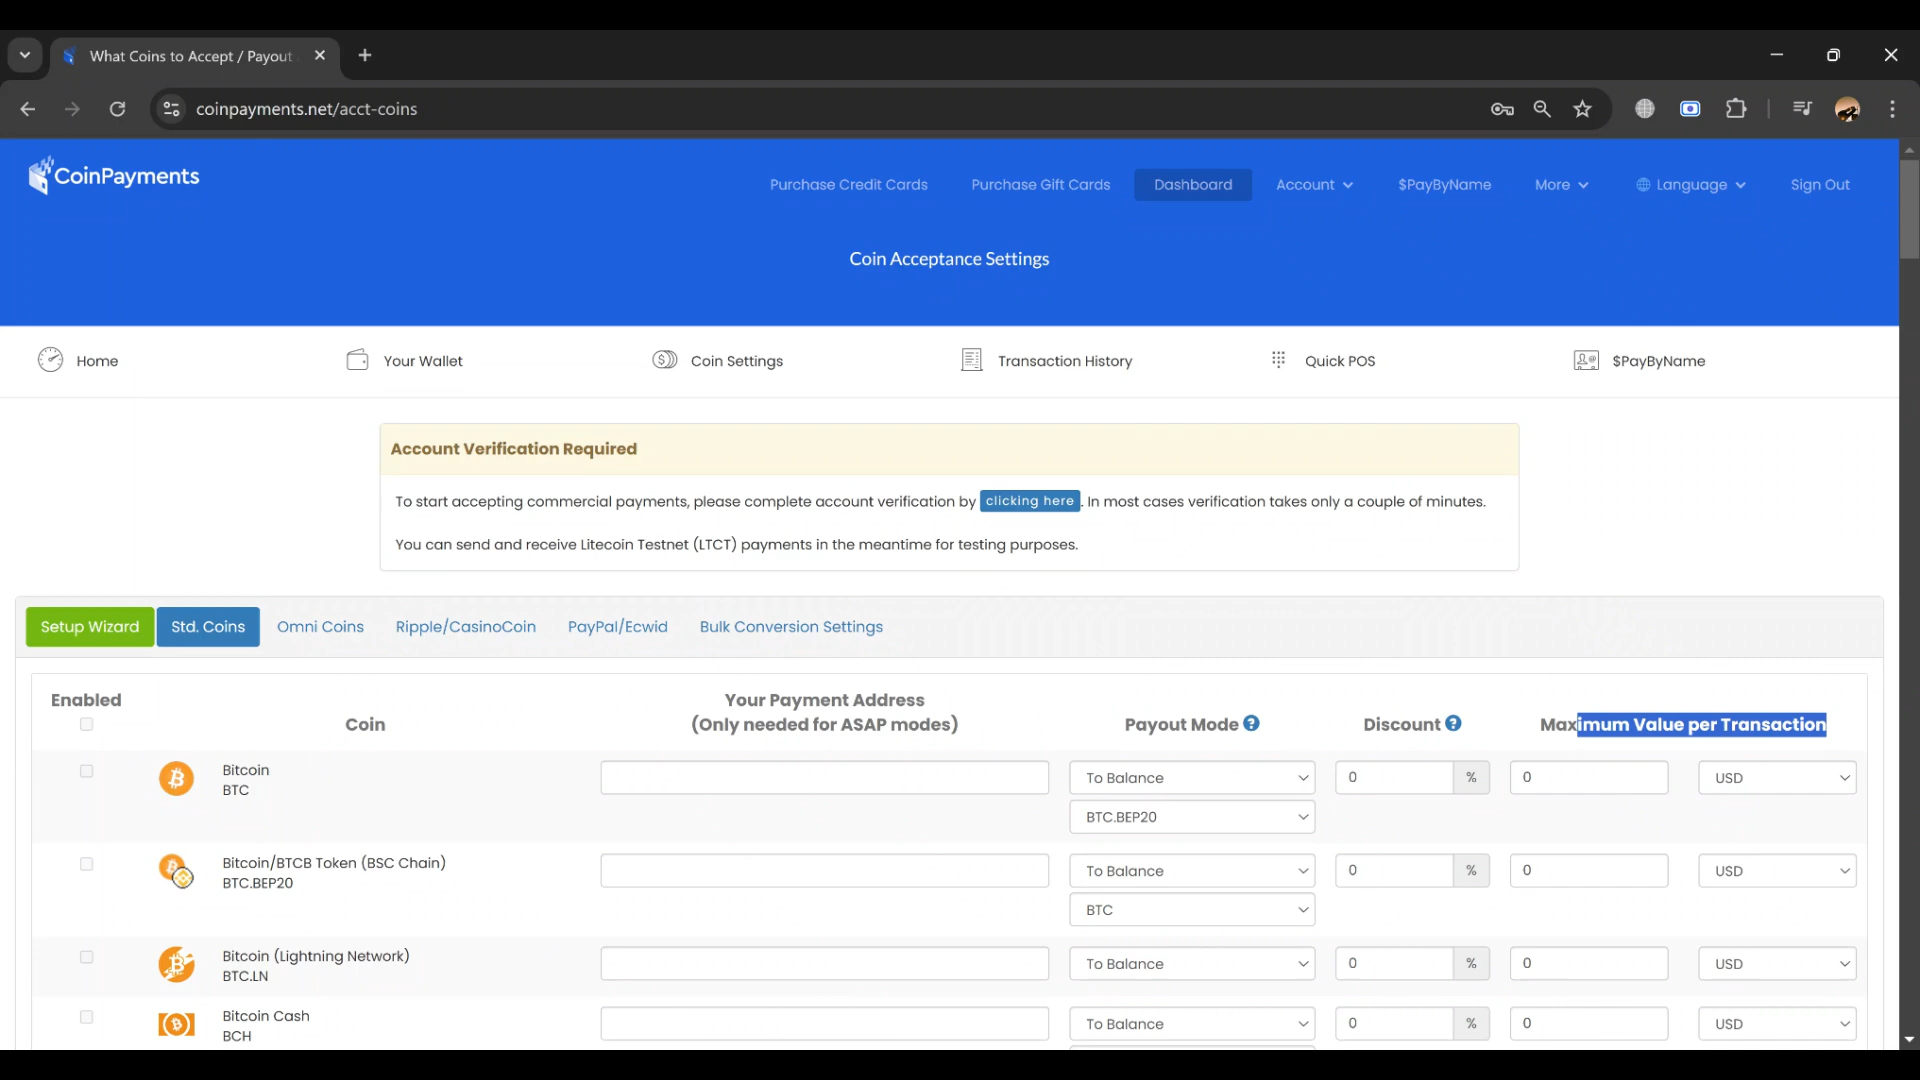 What Coins to Accept / Payout
coinpayments.net/acct-coins
CoinPayments
Purchase Credit Cards
Purchase Gift Cards
Dashboard
Account
$PayByName
More
Language
Sign Out
Coin Acceptance Settings
Home
Your Wallet
Coin Settings
Transaction History
Quick POS
$PayByName
Account Verification Required
To start accepting commercial payments, please complete account verification by clicking here. In most cases verification takes only a couple of minutes.
You can send and receive Litecoin Testnet (LTCT) payments in the meantime for testing purposes.
Setup Wizard
Std. Coins
Omni Coins
Ripple/CasinoCoin
PayPal/Ecwid
Bulk Conversion Settings
Enabled
Coin
Your Payment Address
(Only needed for ASAP modes)
Payout Mode ?
Discount ?
Maximum Value per Transaction
Bitcoin
BTC
To Balance
BTC.BEP20
0 %
0
USD
Bitcoin/BTCB Token (BSC Chain)
BTC.BEP20
To Balance
BTC
0 %
0
USD
Bitcoin (Lightning Network)
BTC.LN
To Balance
0 %
0
USD
Bitcoin Cash
BCH
To Balance
0 %
0
USD